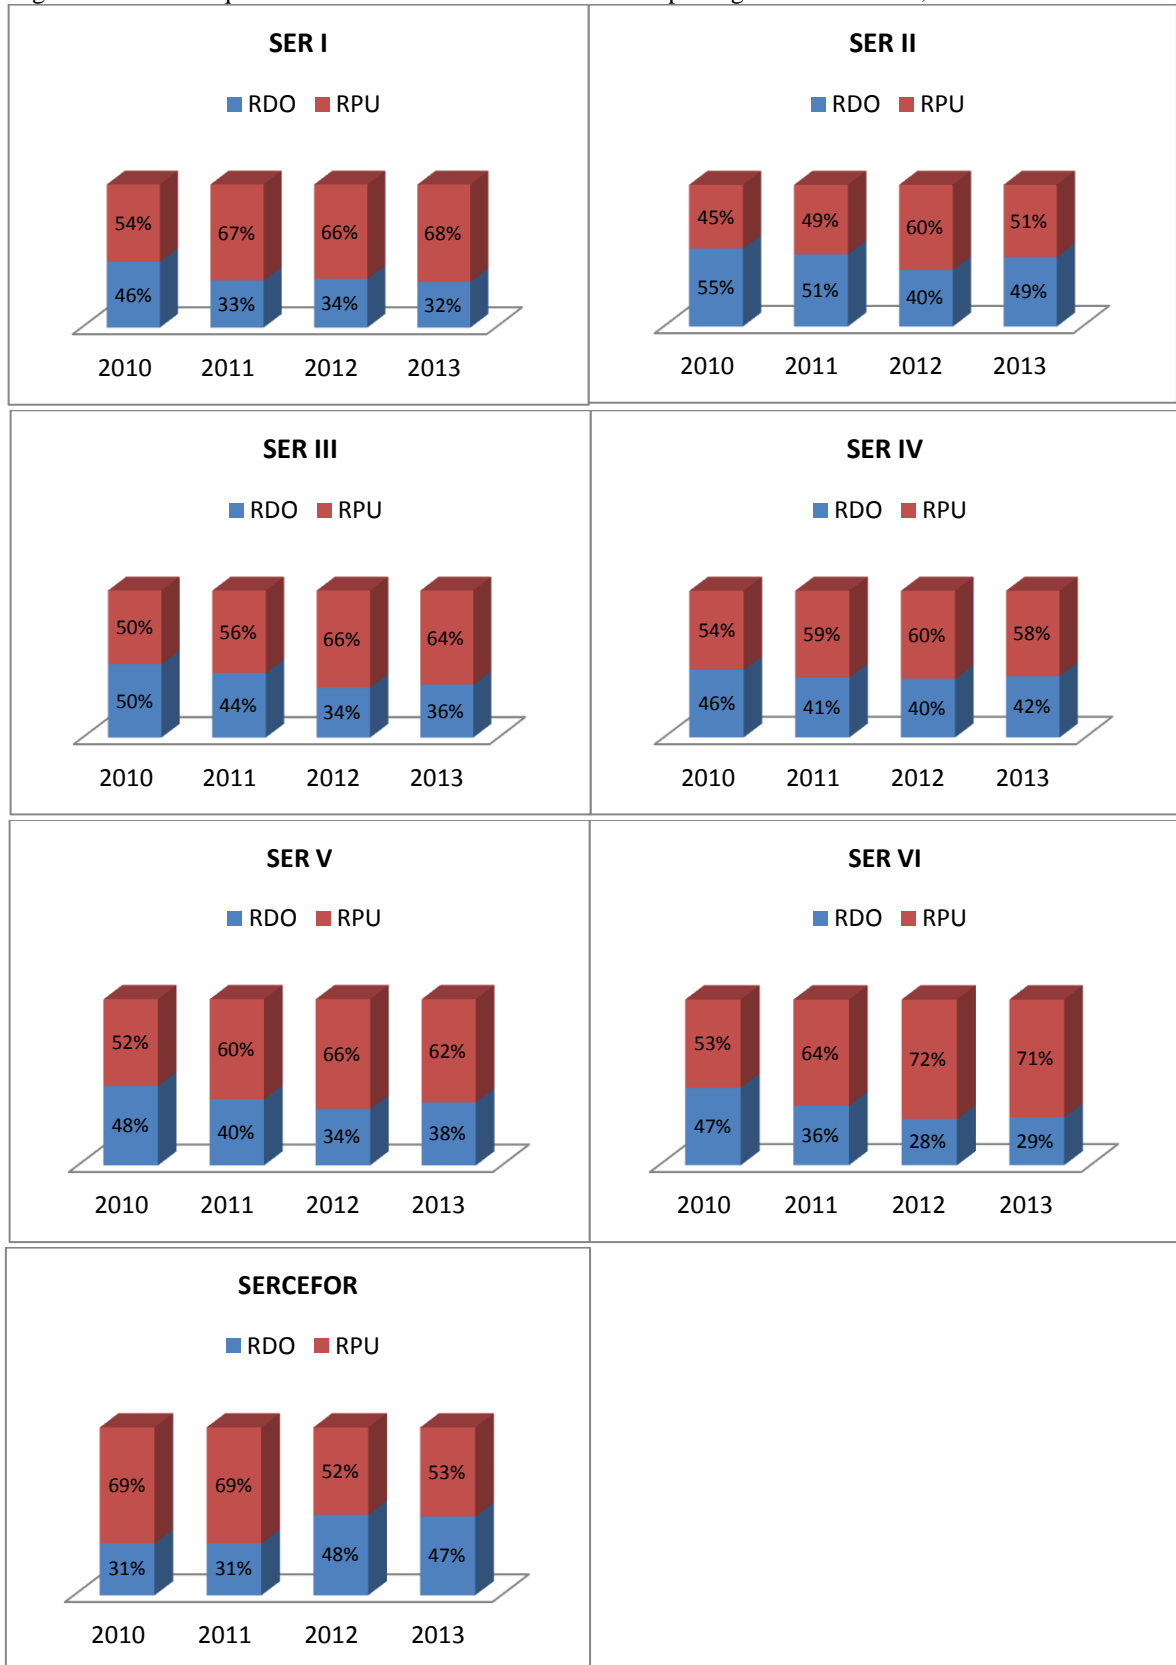 SER I
RDO RPU
54% 67% 66% 68%
46% 33% 34% 32%
2010 2011 2012 2013
SER II
RDO RPU
45% 49% 60% 51%
55% 51% 40% 49%
2010 2011 2012 2013
SER III
RDO RPU
50% 56% 66% 64%
50% 44% 34% 36%
2010 2011 2012 2013
SER IV
RDO RPU
54% 59% 60% 58%
46% 41% 40% 42%
2010 2011 2012 2013
SER V
RDO RPU
52% 60% 66% 62%
48% 40% 34% 38%
2010 2011 2012 2013
SER VI
RDO RPU
53% 64% 72% 71%
47% 36% 28% 29%
2010 2011 2012 2013
SERCEFOR
RDO RPU
69% 69% 52% 53%
31% 31% 48% 47%
2010 2011 2012 2013